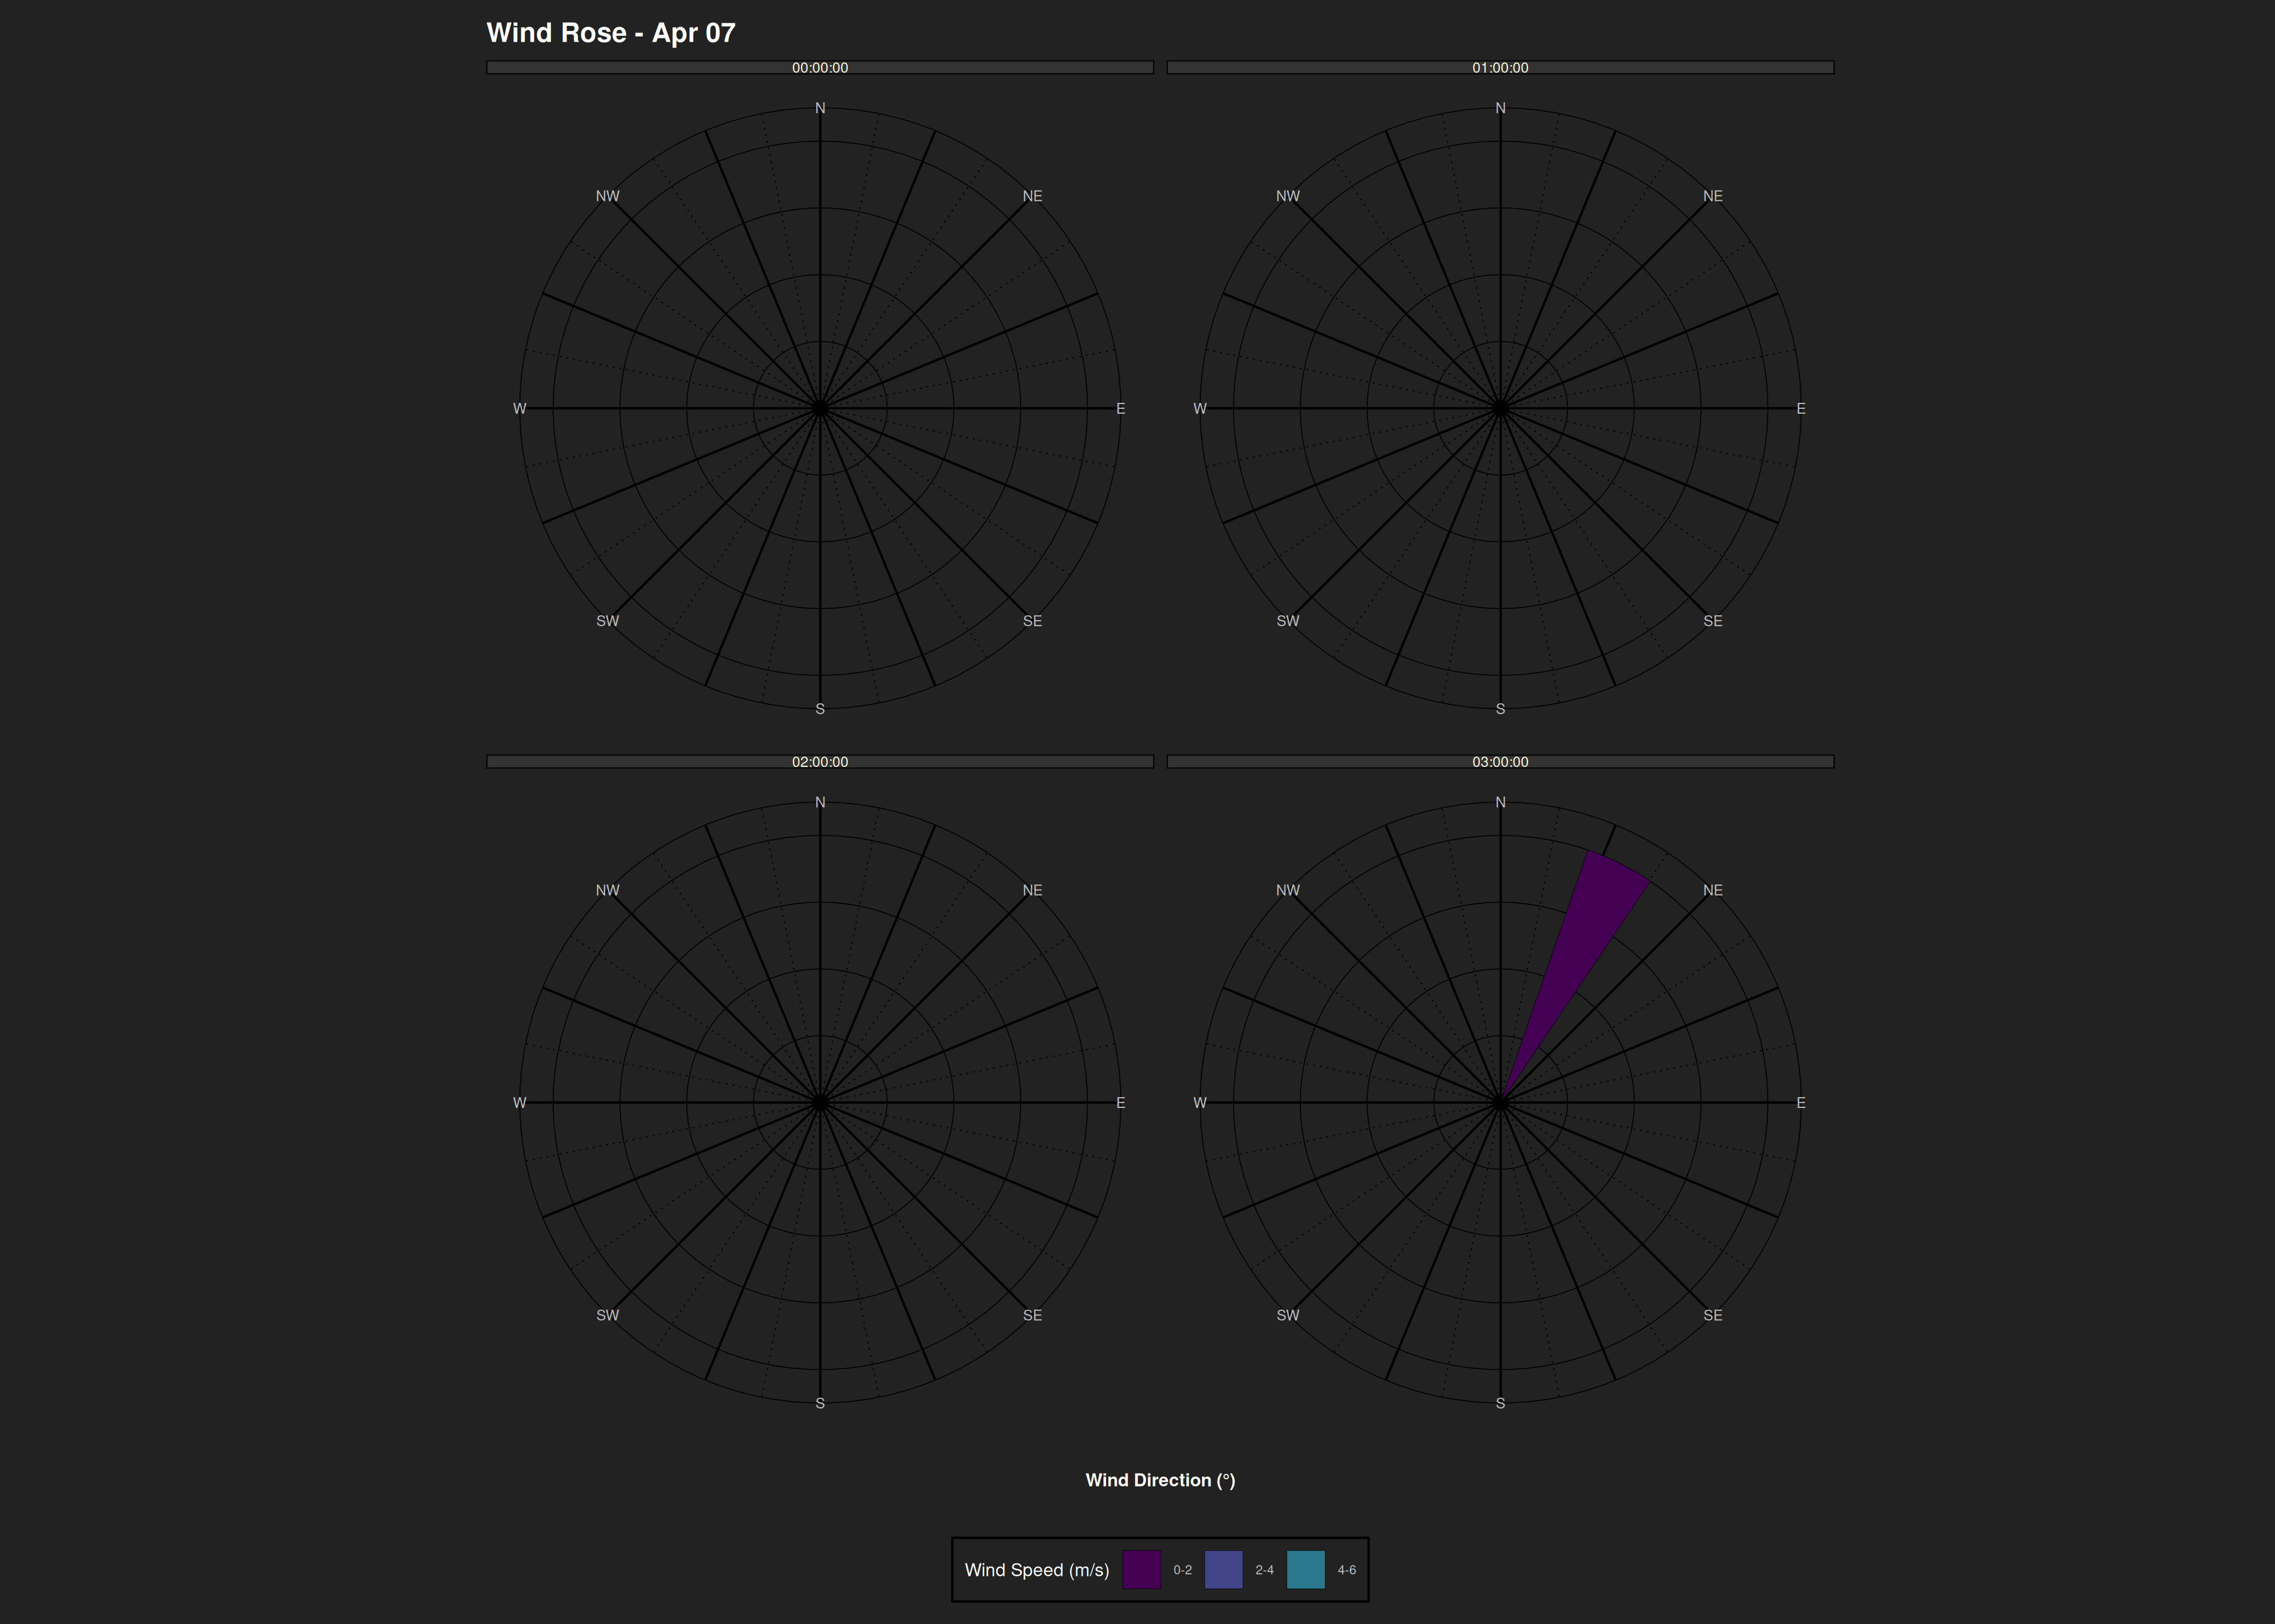 Wind Rose - Apr 07
00:00:00
01:00:00
N
N
NW
NE
NW
NE
W
E
W
E
SW
SE
SW
SE
S
S
02:00:00
03:00:00
N
N
NW
NE
NW
NE
W
E
W
E
SW
SE
SW
SE
S
S
Wind Direction (°)
Wind Speed (m/s) 0-2 2-4 4-6